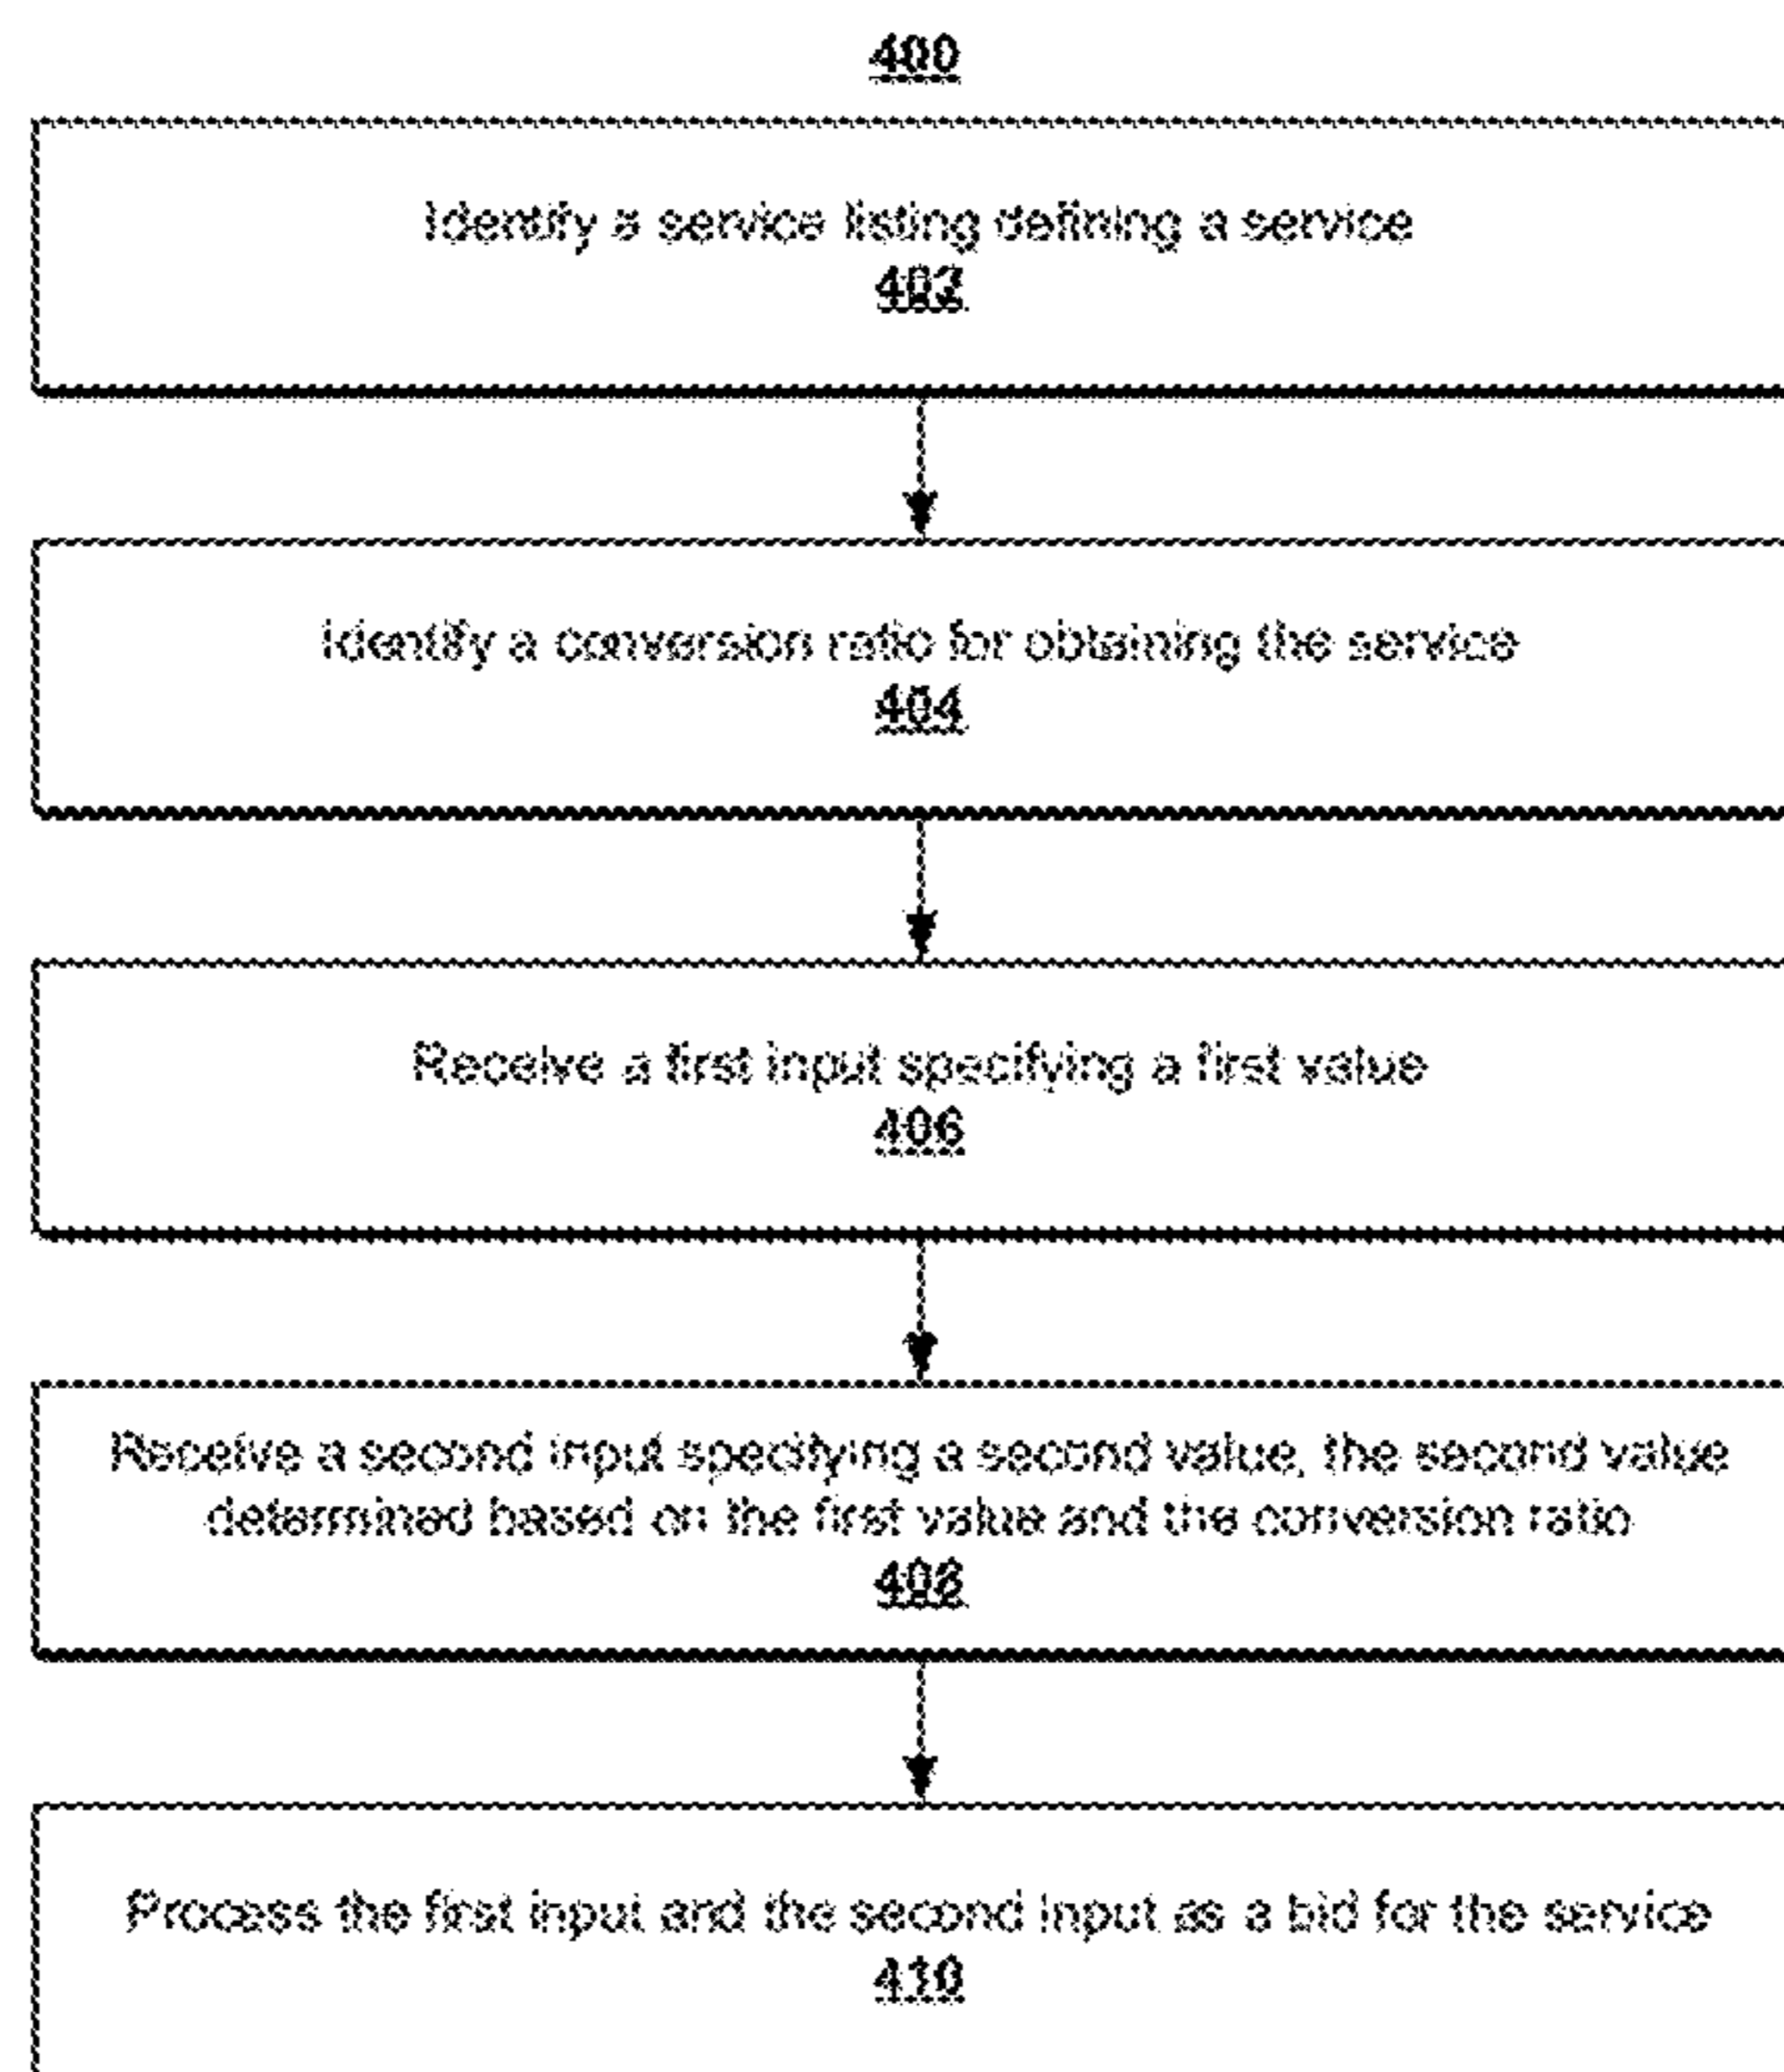 400
Identify a service listing defining a service
402
Identify a conversion ratio for obtaining the service
404
Receive a first input specifying a first value
406
Receive a second input specifying a second value, the second value
determined based on the first value and the conversion ratio
408
Process the first input and the second input as a bid for the service
410